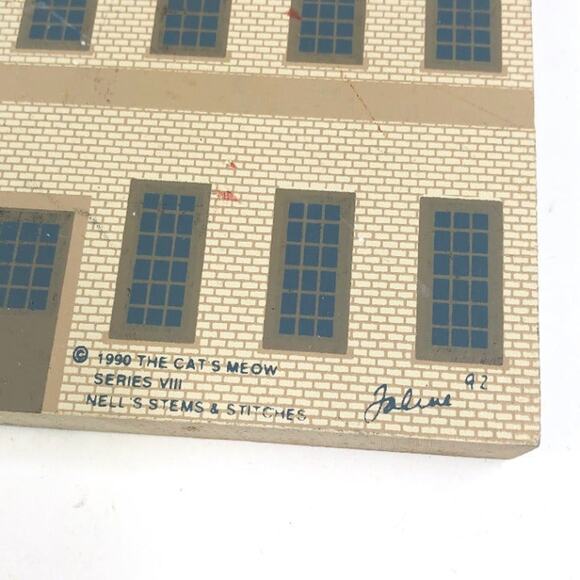 © 1990 THE CAT'S MEOW
SERIES VIII
NELL'S STEMS & STITCHES
Faline 92